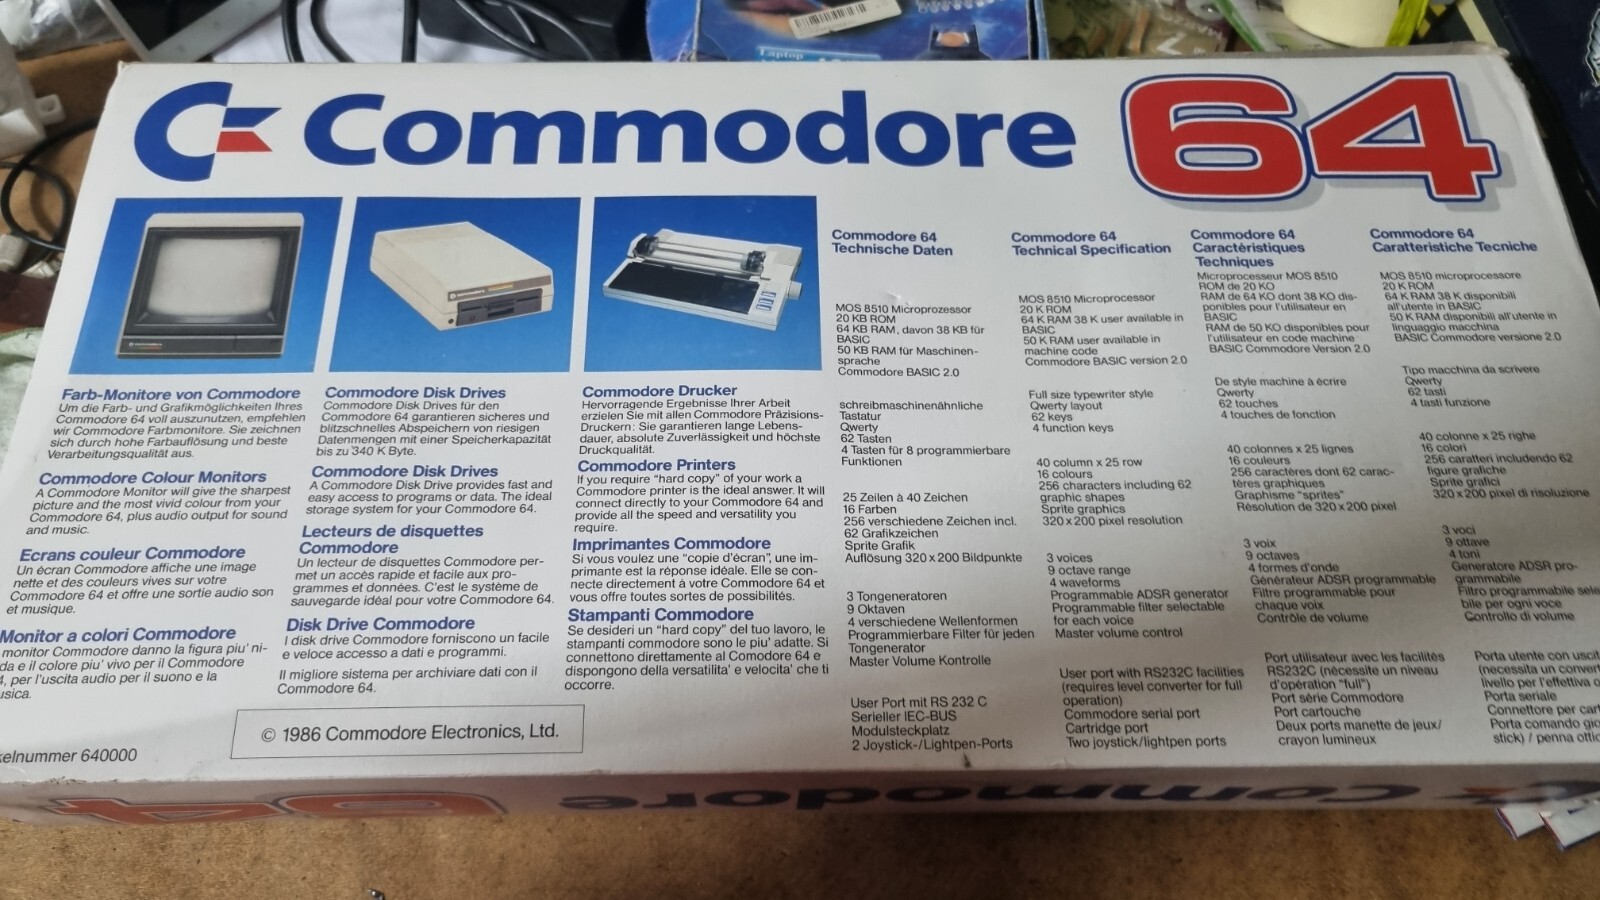 Laptop
Commodore 64
Farb-Monitore von Commodore
Um die Farb- und Grafikmöglichkeiten Ihres
Commodore 64 voll auszunutzen, empfehlen
wir Commodore Farbmonitore. Sie zeichnen
sich durch hohe Farbauflösung und beste
Verarbeitungsqualität aus.
Commodore Colour Monitors
A Commodore Monitor will give the sharpest
picture and the most vivid colour from your
Commodore 64, plus audio output for sound
and music.
Ecrans couleur Commodore
Un écran Commodore affiche une image
nette et des couleurs vives sur votre
Commodore 64 et offre une sortie audio son
et musique.
Monitor a colori Commodore
monitor Commodore danno la figura piu' ni-
da e il colore piu' vivo per il Commodore
4, per l'uscita audio per il suono e la
usica.
Commodore Disk Drives
Commodore Disk Drives für den
Commodore 64 garantieren sicheres und
blitzschnelles Abspeichern von riesigen
Datenmengen mit einer Speicherkapazität
bis zu 340 K Byte.
Commodore Disk Drives
A Commodore Disk Drive provides fast and
easy access to programs or data. The ideal
storage system for your Commodore 64.
Lecteurs de disquettes
Commodore
Un lecteur de disquettes Commodore per-
met un accès rapide et facile aux pro-
grammes et données. C'est le système de
sauvegarde idéal pour votre Commodore 64.
Disk Drive Commodore
I disk drive Commodore forniscono un facile
e veloce accesso a dati e programmi.
Il migliore sistema per archiviare dati con il
Commodore 64.
Commodore Drucker
Hervorragende Ergebnisse Ihrer Arbeit
erzielen Sie mit allen Commodore Präzisions-
Druckern: Sie garantieren lange Lebens-
dauer, absolute Zuverlässigkeit und höchste
Druckqualität.
Commodore Printers
If you require "hard copy" of your work a
Commodore printer is the ideal answer. It will
connect directly to your Commodore 64 and
provide all the speed and versatility you
require.
Imprimantes Commodore
Si vous voulez une "copie d'écran", une im-
primante est la réponse idéale. Elle se con-
necte directement à votre Commodore 64 et
vous offre toutes sortes de possibilités.
Stampanti Commodore
Se desideri un "hard copy" del tuo lavoro, le
stampanti commodore sono le piu' adatte. Si
connettono direttamente al Comodore 64 e
dispongono della versatilita' e velocita' che ti
occorre.
© 1986 Commodore Electronics, Ltd.
kelnummer 640000
Commodore 64
Technische Daten
MOS 8510 Microprozessor
20 KB ROM
64 KB RAM, davon 38 KB für
BASIC
50 KB RAM für Maschinen-
sprache
Commodore BASIC 2.0
schreibmaschinenähnliche
Tastatur
Qwerty
62 Tasten
4 Tasten für 8 programmierbare
Funktionen
25 Zeilen à 40 Zeichen
16 Farben
256 verschiedene Zeichen incl.
62 Grafikzeichen
Sprite Grafik
Auflösung 320 x 200 Bildpunkte
3 Tongeneratoren
9 Oktaven
4 verschiedene Wellenformen
Programmierbare Filter für jeden
Tongenerator
Master Volume Kontrolle
User Port mit RS 232 C
Serieller IEC-BUS
Modulsteckplatz
2 Joystick-/Lightpen-Ports
Commodore 64
Technical Specification
MOS 8510 Microprocessor
20 K ROM
64 K RAM 38 K user available in
BASIC
50 K RAM user available in
machine code
Commodore BASIC version 2.0
Full size typewriter style
Qwerty layout
62 keys
4 function keys
40 column x 25 row
16 colours
256 characters including 62
graphic shapes
Sprite graphics
320 x 200 pixel resolution
3 voices
9 octave range
4 waveforms
Programmable ADSR generator
Programmable filter selectable
for each voice
Master volume control
User port with RS232C facilities
(requires level converter for full
operation)
Commodore serial port
Cartridge port
Two joystick/lightpen ports
Commodore 64
Caractéristiques
Techniques
Microprocesseur MOS 8510
ROM de 20 KO
RAM de 64 KO dont 38 KO dis-
ponibles pour l'utilisateur en
BASIC
RAM de 50 KO disponibles pour
l'utilisateur en code machine
BASIC Commodore Version 2.0
De style machine à écrire
Qwerty
62 touches
4 touches de fonction
40 colonnes x 25 lignes
16 couleurs
256 caractères dont 62 carac-
tères graphiques
Graphisme "sprites"
Résolution de 320 x 200 pixel
3 voix
9 octaves
4 formes d'onde
Générateur ADSR programmable
Filtre programmable pour
chaque voix
Contrôle de volume
Port utilisateur avec les facilités
RS232C (nécessite un niveau
d'opération "full")
Port série Commodore
Port cartouche
Deux ports manette de jeux/
crayon lumineux
Commodore 64
Caratteristiche Tecniche
MOS 8510 microprocessore
20 K ROM
64 K RAM 38 K disponibili
all'utente in BASIC
50 K RAM disponibili all'utente in
linguaggio macchina
BASIC Commodore versione 2.0
Tipo macchina da scrivere
Qwerty
62 tasti
4 tasti funzione
40 colonne x 25 righe
16 colori
256 caratteri includendo 62
figure grafiche
Sprite grafici
320 x 200 pixel di risoluzione
3 voci
9 ottave
4 toni
Generatore ADSR pro-
grammabile
Filtro programmabile sele
bile per ogni voce
Controllo di volume
Porta utente con uscit
(necessita un convert
livello per l'effettiva o
Porta seriale
Connettore per cart
Porta comando gio
stick) / penna ottic
Commodore 64